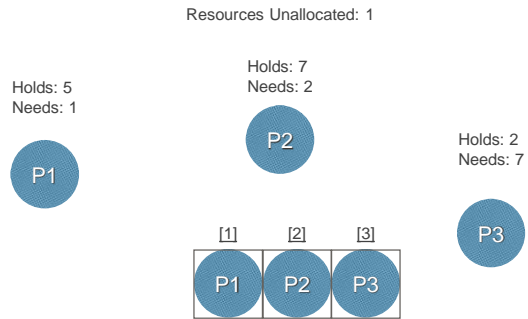 Resources Unallocated: 1
Holds: 5
Needs: 1
P1
Holds: 7
Needs: 2
P2
Holds: 2
Needs: 7
P3
[1] [2] [3]
P1 P2 P3